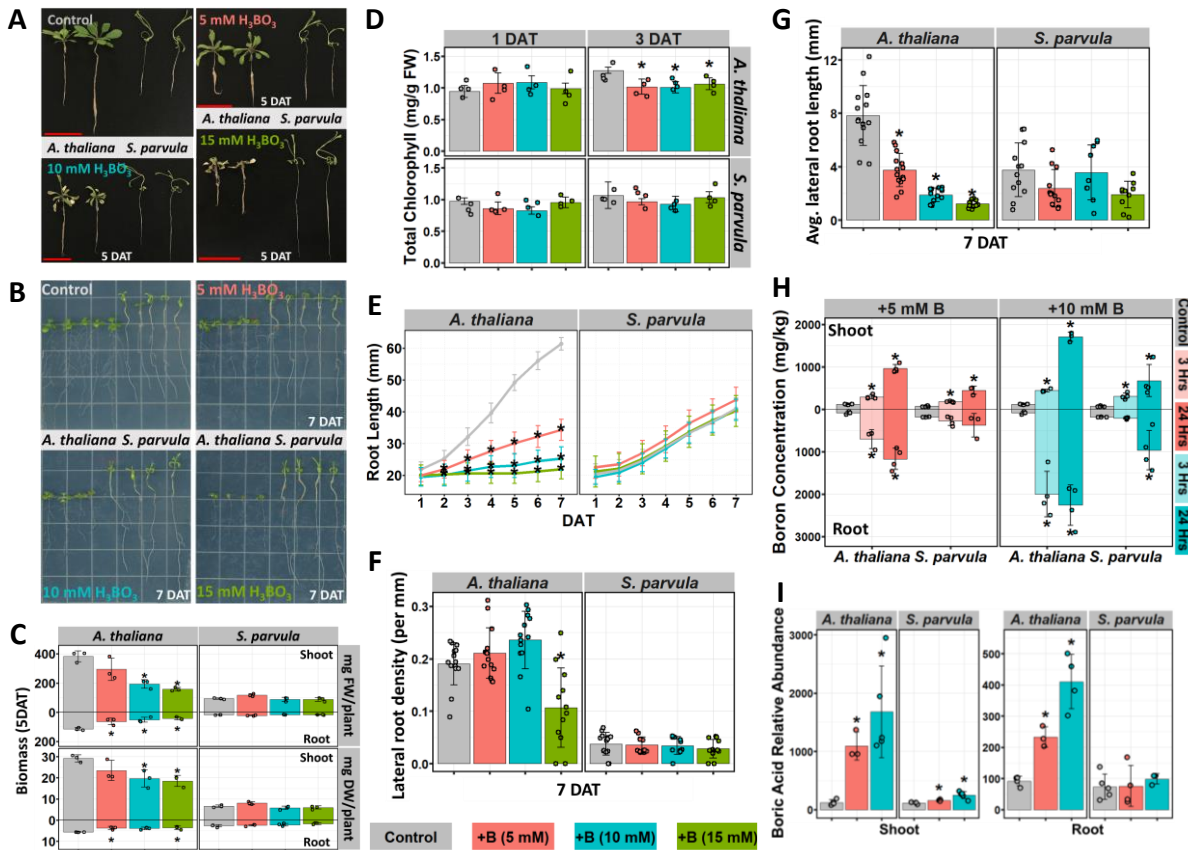 A
Control
5 mM H₃BO₃
5 DAT
A. thaliana S. parvula
A. thaliana S. parvula
10 mM H₃BO₃
15 mM H₃BO₃
5 DAT
5 DAT
B
Control
5 mM H₃BO₃
7 DAT
7 DAT
A. thaliana S. parvula
A. thaliana S. parvula
10 mM H₃BO₃
7 DAT
15 mM H₃BO₃
7 DAT
C
A. thaliana
S. parvula
Biomass (5DAT)
400
200
0
200
Shoot
Root
mg FW/plant
30
20
10
0
10
Shoot
Root
mg DW/plant
* * * * *
* * * *
D
1 DAT
3 DAT
Total Chlorophyll (mg/g FW)
1.5
1.0
0.5
0.0
* * *
A. thaliana
1.5
1.0
0.5
0.0
S. parvula
E
A. thaliana
S. parvula
Root Length (mm)
60
40
20
1 2 3 4 5 6 7
1 2 3 4 5 6 7
DAT
F
A. thaliana
S. parvula
Lateral root density (per mm)
0.3
0.2
0.1
0.0
*
7 DAT
Control
+B (5 mM)
+B (10 mM)
+B (15 mM)
G
A. thaliana
S. parvula
Avg. lateral root length (mm)
12
8
4
0
* * *
7 DAT
H
+5 mM B
+10 mM B
Boron Concentration (mg/kg)
2000
1000
0
1000
2000
3000
Shoot
Root
A. thaliana S. parvula
A. thaliana S. parvula
Control
3 Hrs
24 Hrs
3 Hrs
24 Hrs
I
A. thaliana
S. parvula
A. thaliana
S. parvula
Boric Acid Relative Abundance
3000
2000
1000
0
* * * *
Shoot
500
400
300
200
100
0
* *
Root